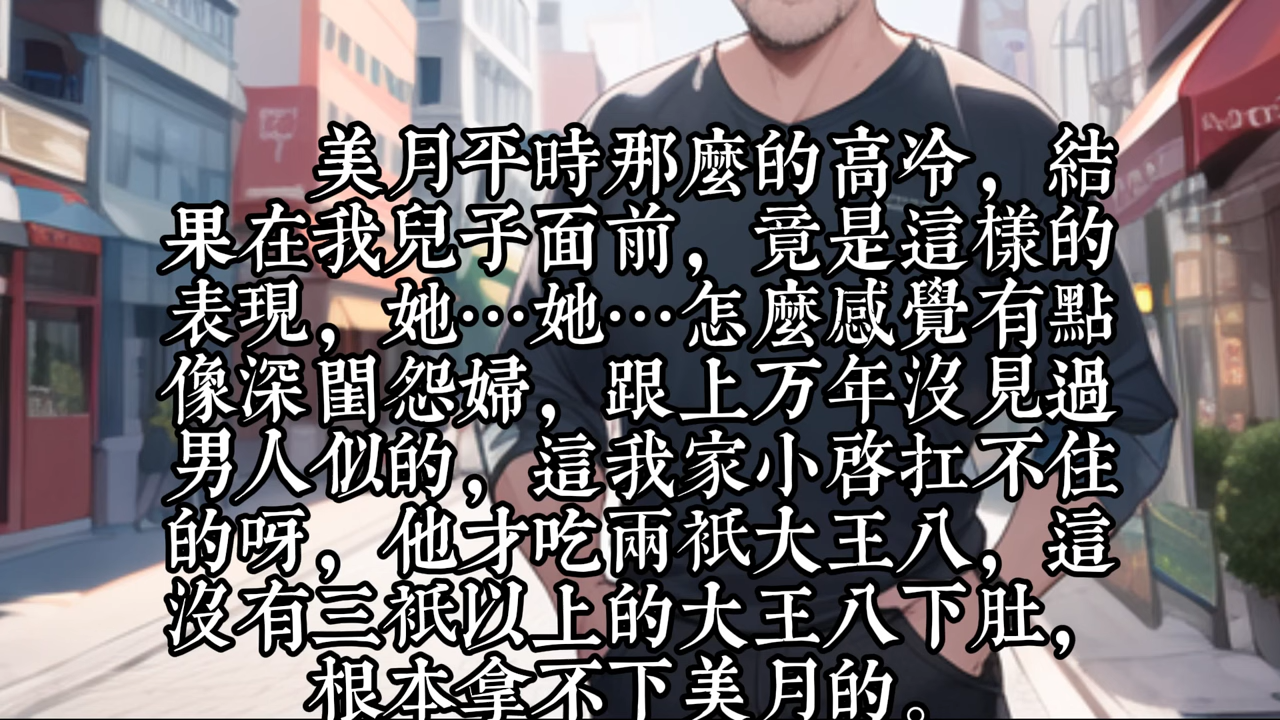 美月平時那麼的高冷，結
果在我兒子面前，竟是這樣的
表現，她…她…怎麼感覺有點
像深閨怨婦，跟上万年沒見過
男人似的，這我家小啓扛不住
的呀，他才吃兩衹大王八，這
沒有三衹以上的大王八下肚，
根本拿不下美月的。